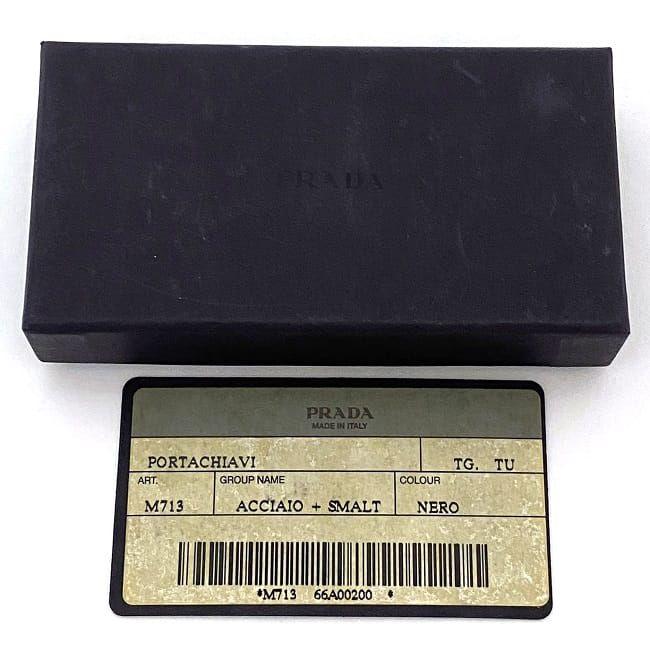 PRADA
PRADA
MADE IN ITALY
PORTACHIAVI TG. TU
ART. GROUP NAME COLOUR
M713 ACCIAIO + SMALT NERO
*M713 66A00200 *